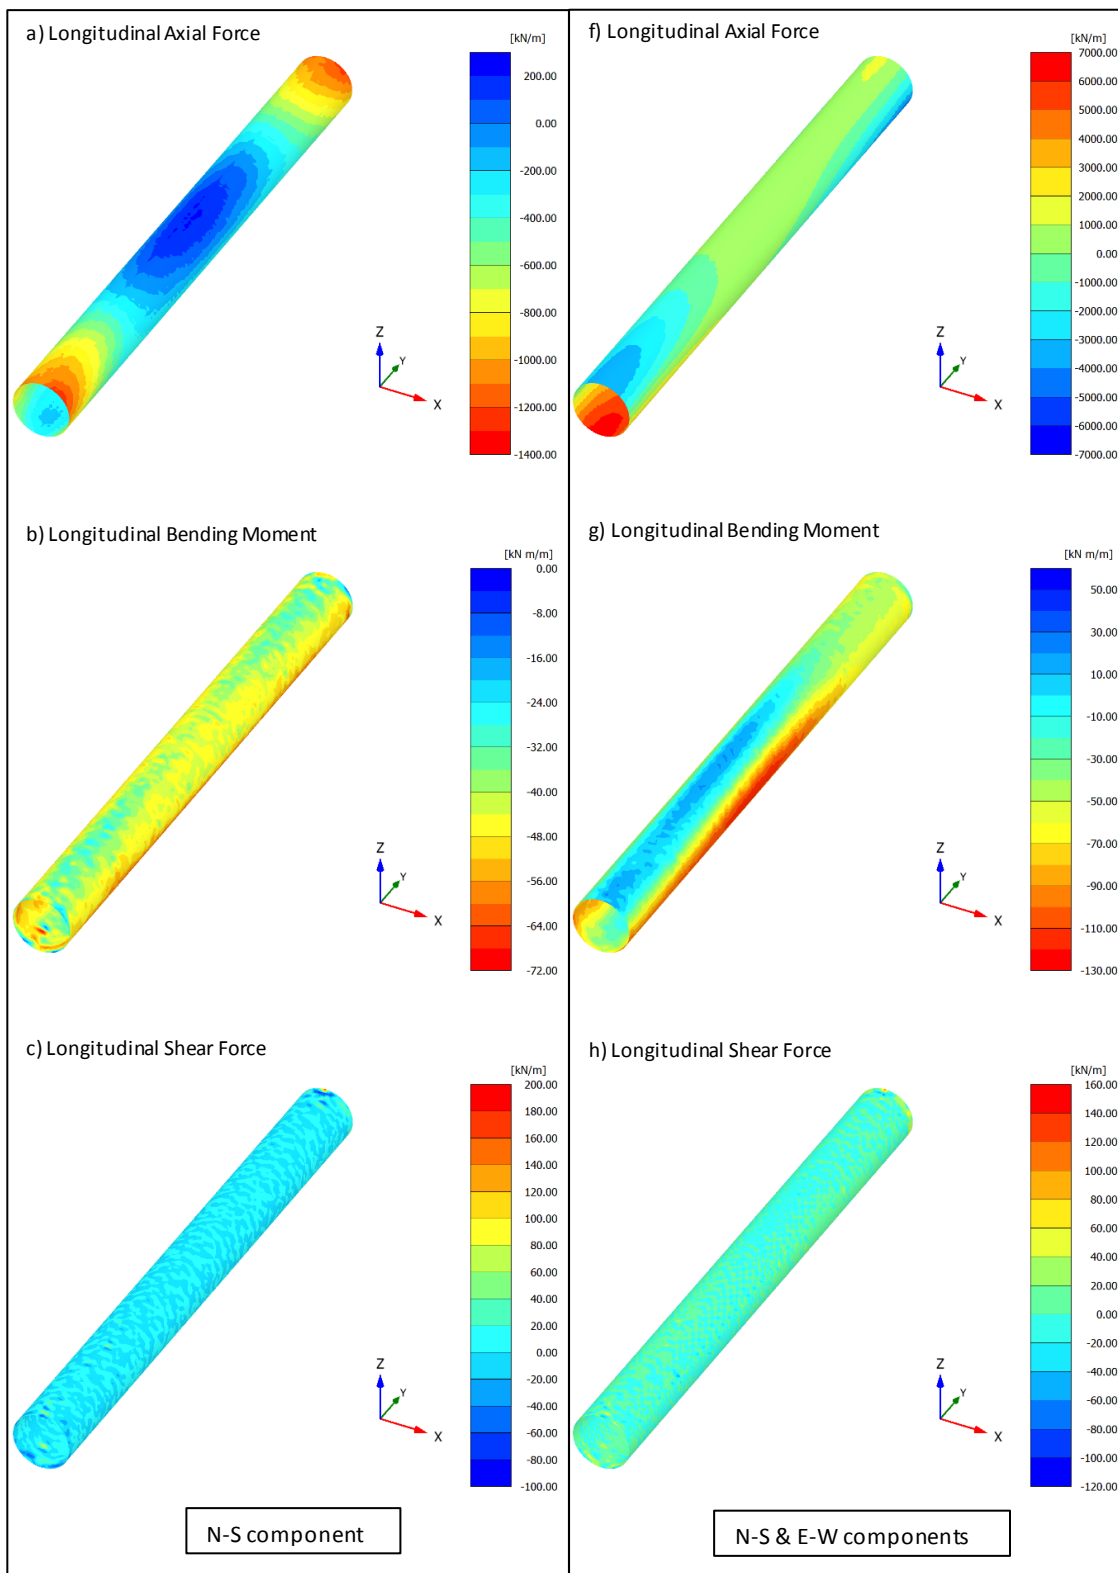 a) Longitudinal Axial Force
[kN/m]
200.00
0.00
-200.00
-400.00
-600.00
-800.00
-1000.00
-1200.00
-1400.00
Z
Y
X
b) Longitudinal Bending Moment
[kN m/m]
0.00
-8.00
-16.00
-24.00
-32.00
-40.00
-48.00
-56.00
-64.00
-72.00
Z
Y
X
c) Longitudinal Shear Force
[kN/m]
200.00
180.00
160.00
140.00
120.00
100.00
80.00
60.00
40.00
20.00
0.00
-20.00
-40.00
-60.00
-80.00
-100.00
Z
Y
X
N-S component
f) Longitudinal Axial Force
[kN/m]
7000.00
6000.00
5000.00
4000.00
3000.00
2000.00
1000.00
0.00
-1000.00
-2000.00
-3000.00
-4000.00
-5000.00
-6000.00
-7000.00
Z
Y
X
g) Longitudinal Bending Moment
[kN m/m]
50.00
30.00
10.00
-10.00
-30.00
-50.00
-70.00
-90.00
-110.00
-130.00
Z
Y
X
h) Longitudinal Shear Force
[kN/m]
160.00
140.00
120.00
100.00
80.00
60.00
40.00
20.00
0.00
-20.00
-40.00
-60.00
-80.00
-100.00
-120.00
Z
Y
X
N-S & E-W components